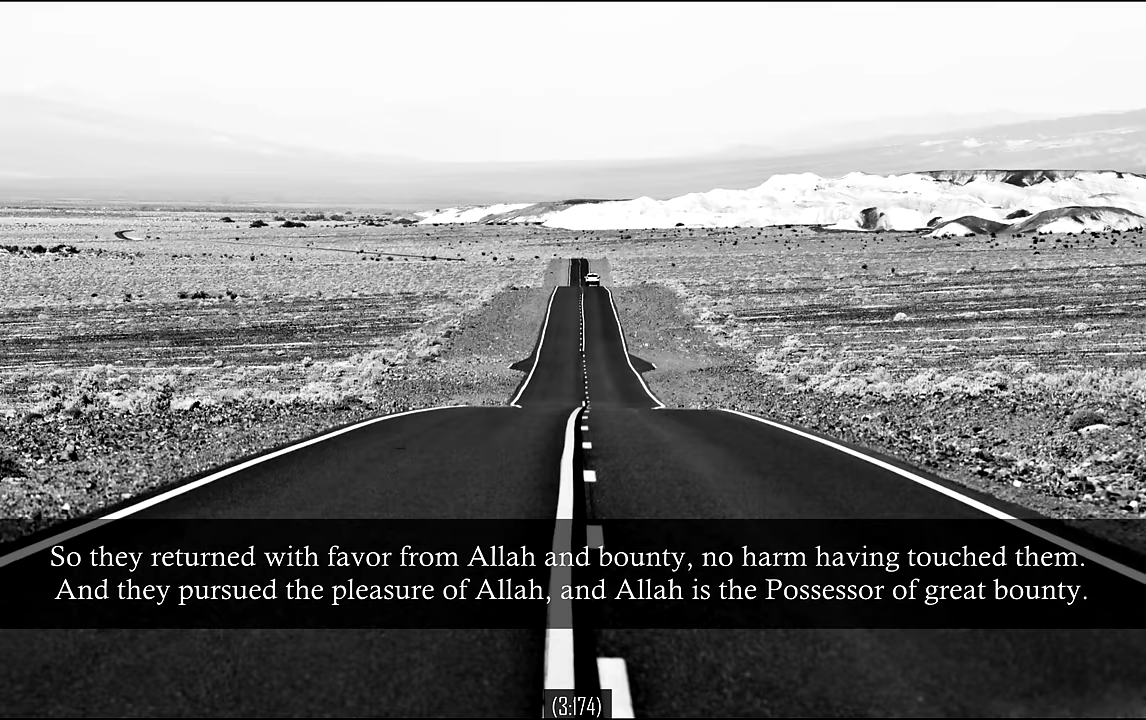 So they returned with favor from Allah and bounty, no harm having touched them.
And they pursued the pleasure of Allah, and Allah is the Possessor of great bounty.
(3:174)